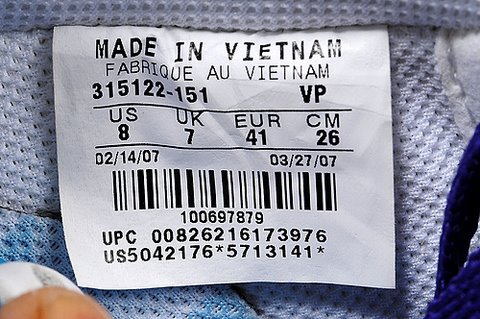 MADE IN VIETNAM
FABRIQUE AU VIETNAM
315122-151 VP
US UK EUR CM
8 7 41 26
02/14/07 03/27/07
100697879
UPC 00826216173976
US5042176*5713141*